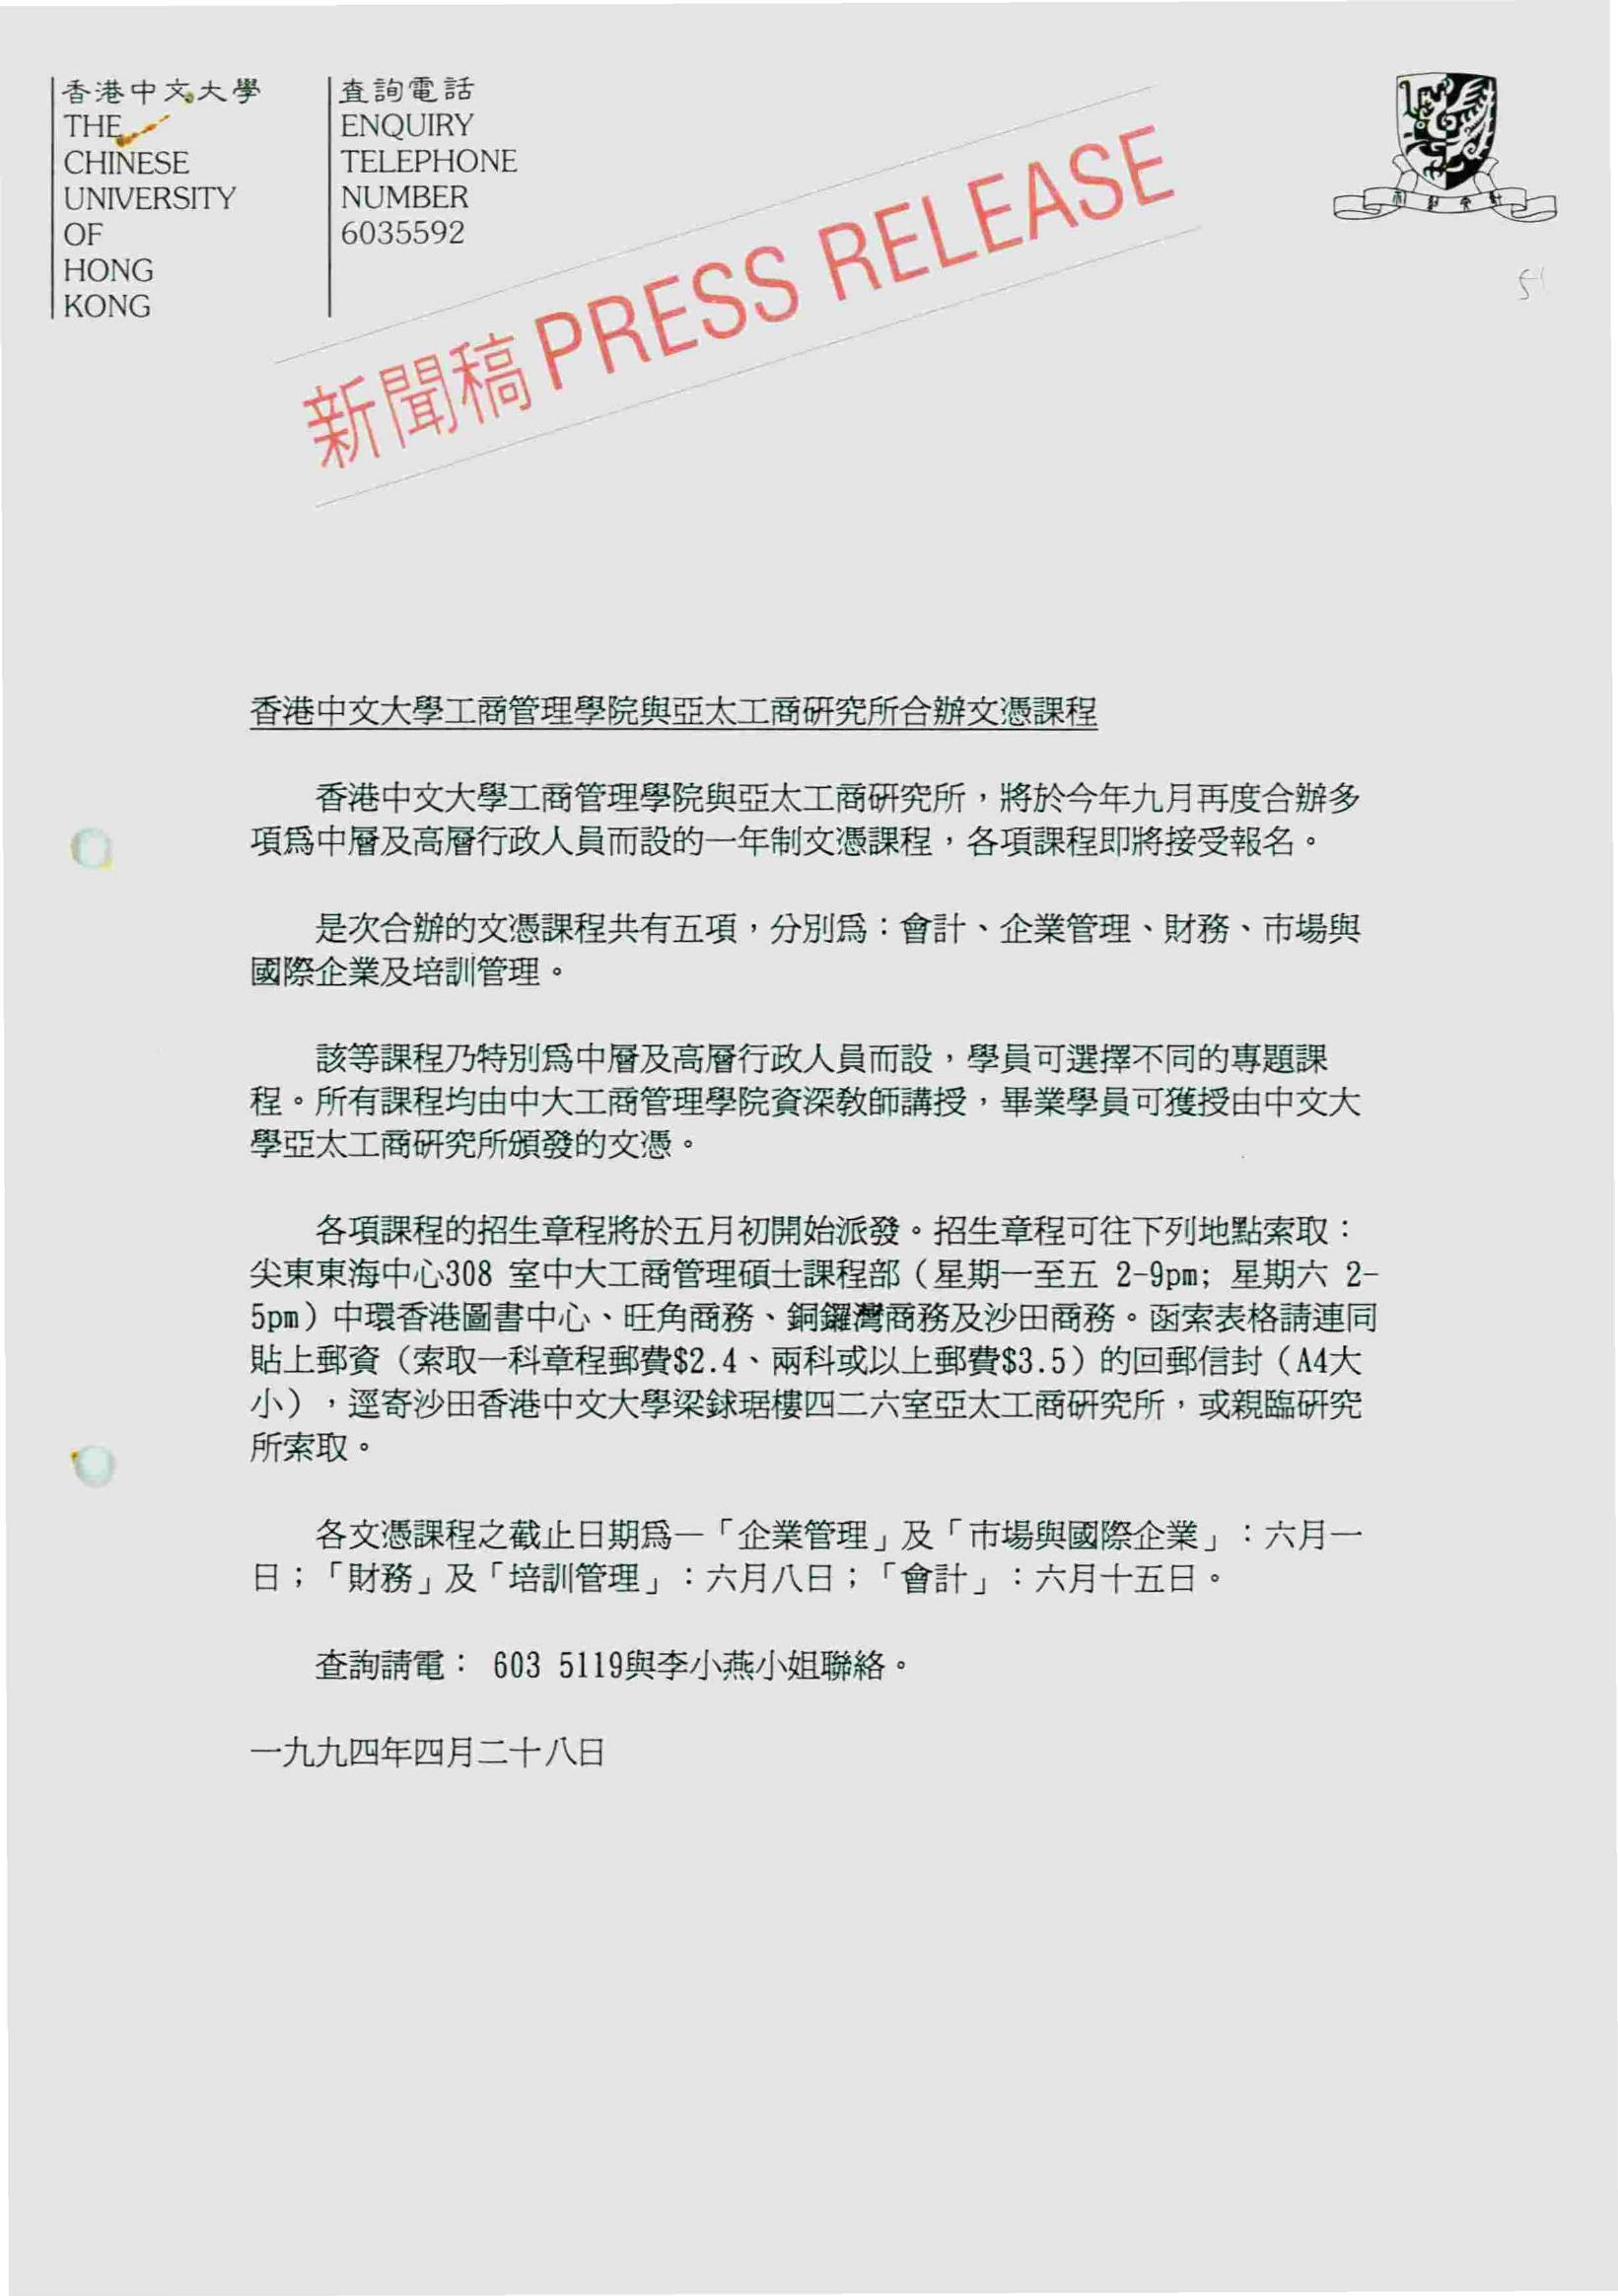 香港中文大學
THE
CHINESE
UNIVERSITY
OF
HONG
KONG
查詢電話
ENQUIRY
TELEPHONE
NUMBER
6035592
新聞稿 PRESS RELEASE
香港中文大學工商管理學院與亞太工商研究所合辦文憑課程
香港中文大學工商管理學院與亞太工商研究所，將於今年九月再度合辦多
項爲中層及高層行政人員而設的一年制文憑課程，各項課程即將接受報名。
是次合辦的文憑課程共有五項，分別爲：會計、企業管理、財務、市場與
國際企業及培訓管理。
該等課程乃特別爲中層及高層行政人員而設，學員可選擇不同的專題課
程。所有課程均由中大工商管理學院資深教師講授，畢業學員可獲授由中文大
學亞太工商研究所頒發的文憑。
各項課程的招生章程將於五月初開始派發。招生章程可往下列地點索取：
尖東東海中心308 室中大工商管理碩士課程部（星期一至五 2-9pm; 星期六 2-
5pm）中環香港圖書中心、旺角商務、銅鑼灣商務及沙田商務。函索表格請連同
貼上郵資（索取一科章程郵費$2.4、兩科或以上郵費$3.5）的回郵信封（A4大
小），逕寄沙田香港中文大學梁銶琚樓四二六室亞太工商研究所，或親臨研究
所索取。
各文憑課程之截止日期爲—「企業管理」及「市場與國際企業」：六月一
日；「財務」及「培訓管理」：六月八日；「會計」：六月十五日。
查詢請電： 603 5119與李小燕小姐聯絡。
一九九四年四月二十八日